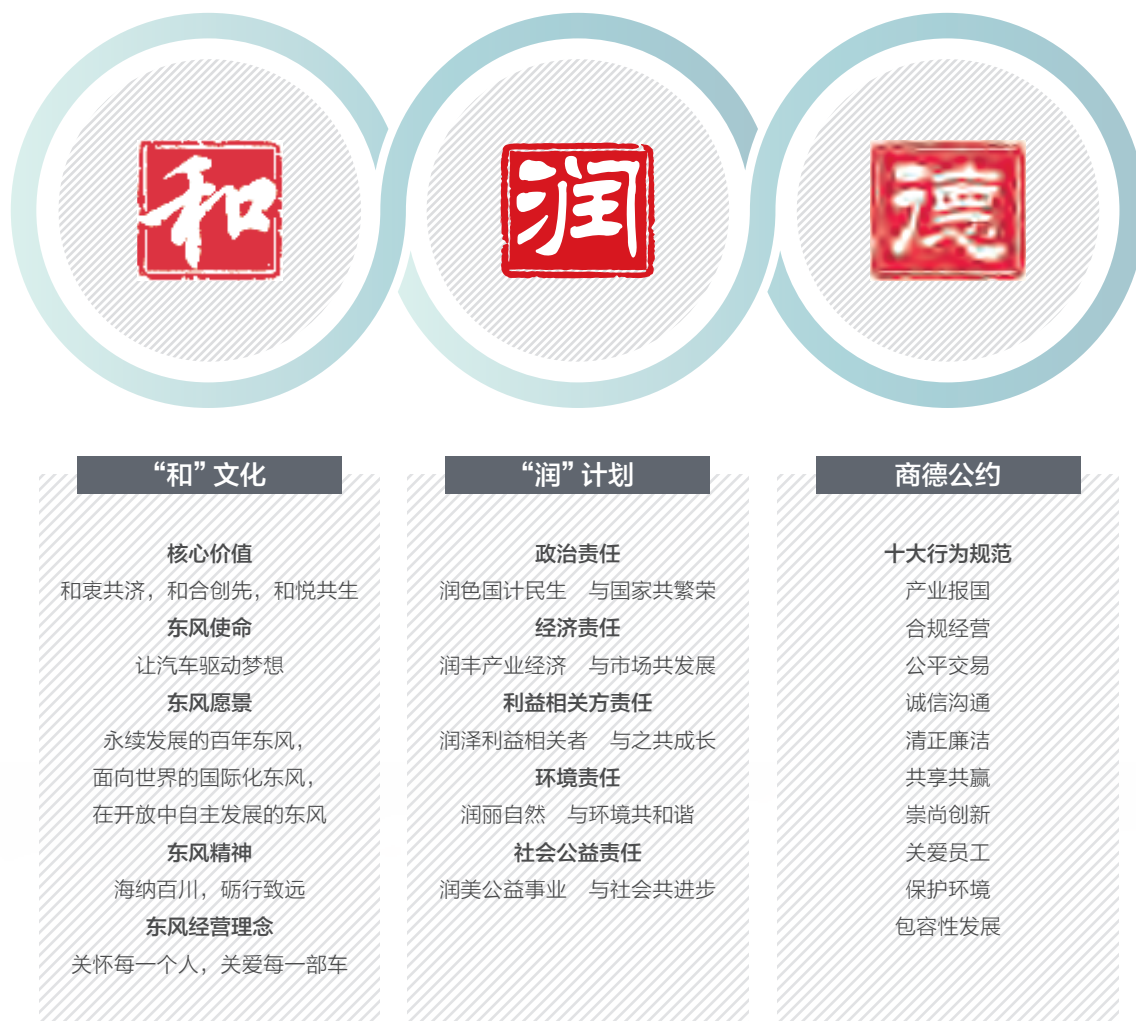 和
润
德
“和”文化
核心价值
和衷共济，和合创先，和悦共生
东风使命
让汽车驱动梦想
东风愿景
永续发展的百年东风，
面向世界的国际化东风，
在开放中自主发展的东风
东风精神
海纳百川，砺行致远
东风经营理念
关怀每一个人，关爱每一部车
“润”计划
政治责任
润色国计民生　与国家共繁荣
经济责任
润丰产业经济　与市场共发展
利益相关方责任
润泽利益相关者　与之共成长
环境责任
润丽自然　与环境共和谐
社会公益责任
润美公益事业　与社会共进步
商德公约
十大行为规范
产业报国
合规经营
公平交易
诚信沟通
清正廉洁
共享共赢
崇尚创新
关爱员工
保护环境
包容性发展